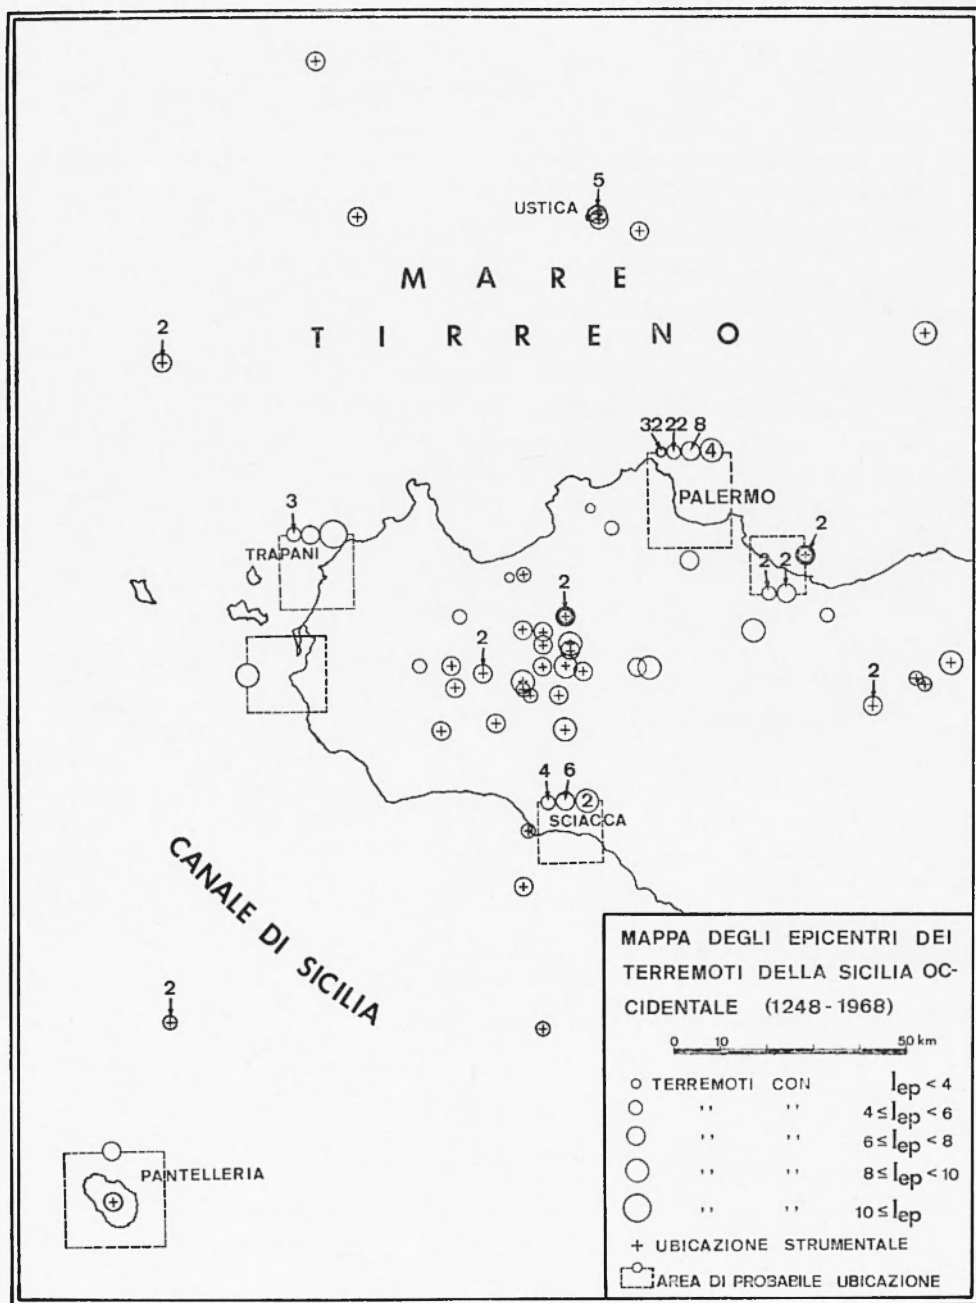 5
USTICA
MARE
TIRRENO
2
32 22 8 4
PALERMO
3
TRAPANI
2
2 2
2
2
2
4 6 2
SCIACCA
CANALE DI SICILIA
2
PANTELLERIA
MAPPA DEGLI EPICENTRI DEI
TERREMOTI DELLA SICILIA OC-
CIDENTALE (1248-1968)
0 10 50 km
TERREMOTI CON Iep < 4
'' '' 4 ≤ Iep < 6
'' '' 6 ≤ Iep < 8
'' '' 8 ≤ Iep < 10
'' '' 10 ≤ Iep
+ UBICAZIONE STRUMENTALE
AREA DI PROBABILE UBICAZIONE